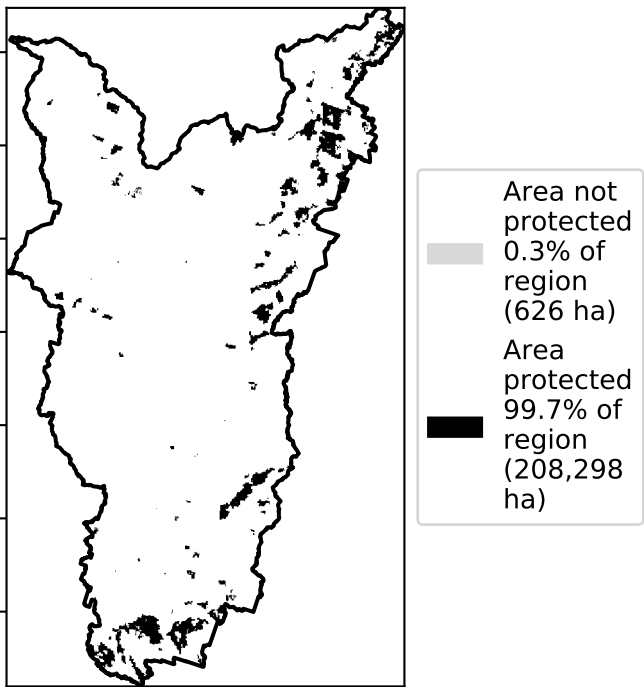 Area not
protected
0.3% of
region
(626 ha)
Area
protected
99.7% of
region
(208,298
ha)